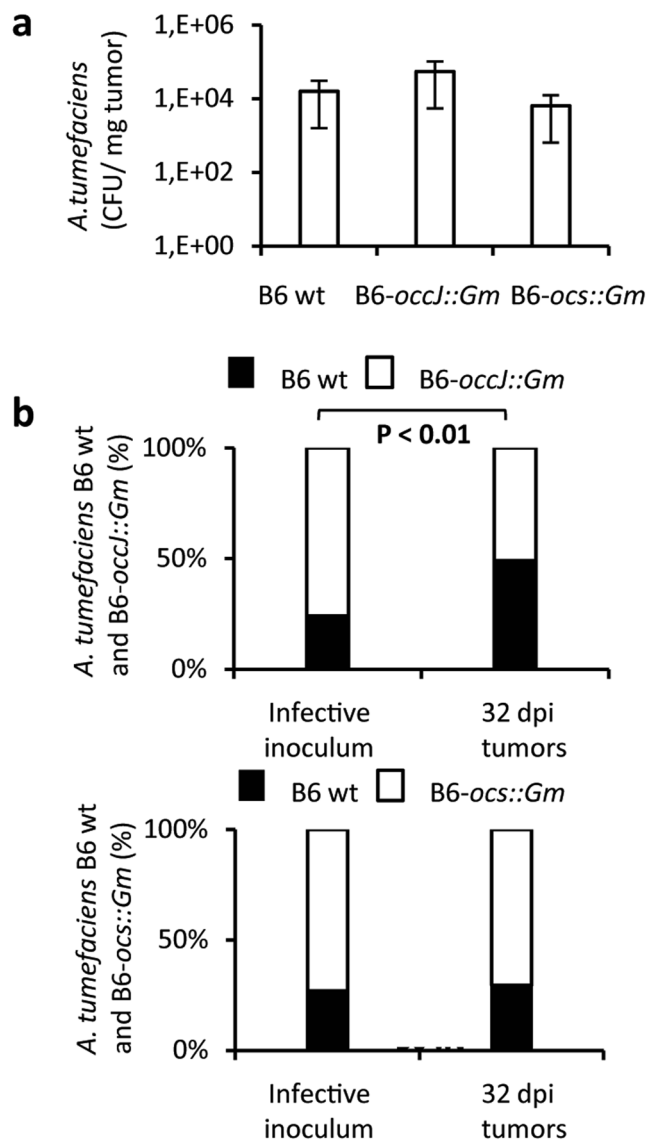 a
A.tumefaciens
(CFU/ mg tumor)
1,E+06
1,E+04
1,E+02
1,E+00
B6 wt
B6-occJ::Gm
B6-ocs::Gm
B6 wt
B6-occJ::Gm
b
P < 0.01
A. tumefaciens B6 wt
and B6-occJ::Gm (%)
100%
50%
0%
Infective
inoculum
32 dpi
tumors
B6 wt
B6-ocs::Gm
A. tumefaciens B6 wt
and B6-ocs::Gm (%)
100%
50%
0%
Infective
inoculum
32 dpi
tumors